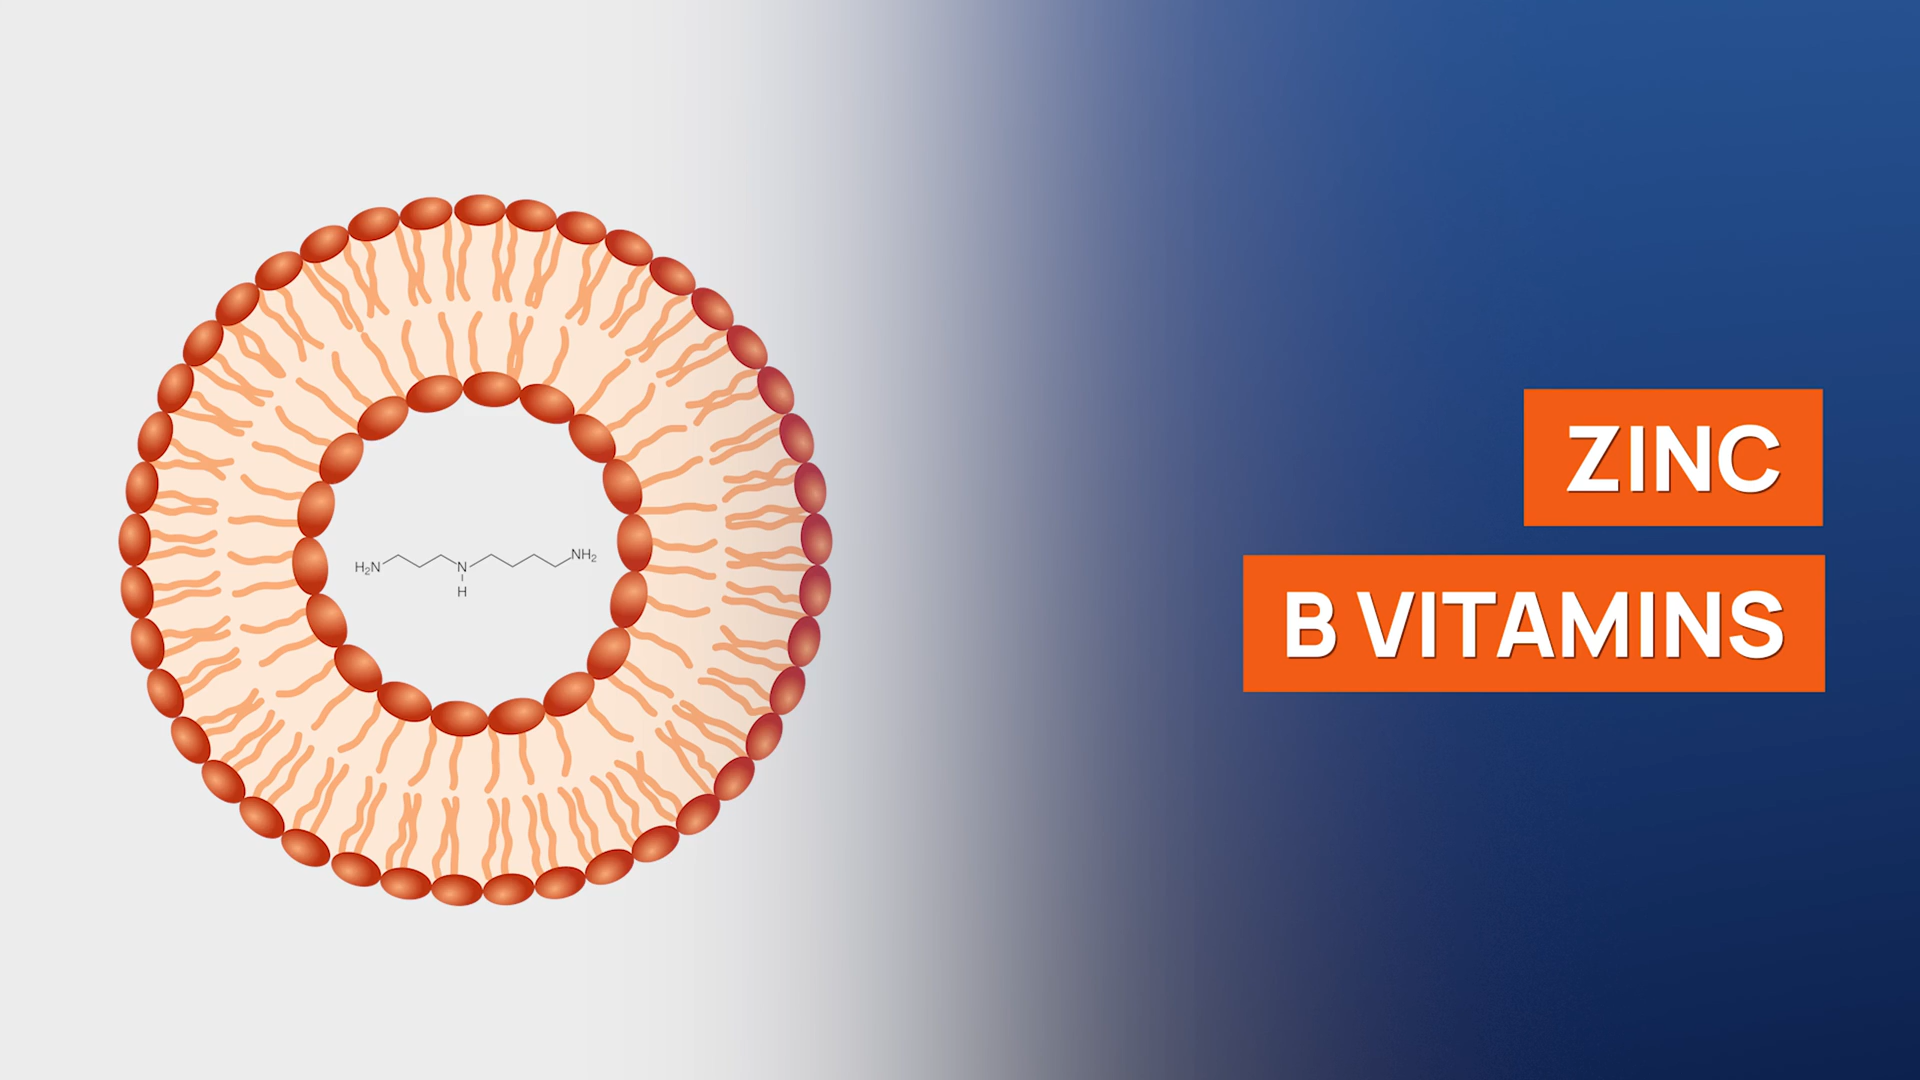 H₂N
N
H
NH₂
ZINC
B VITAMINS